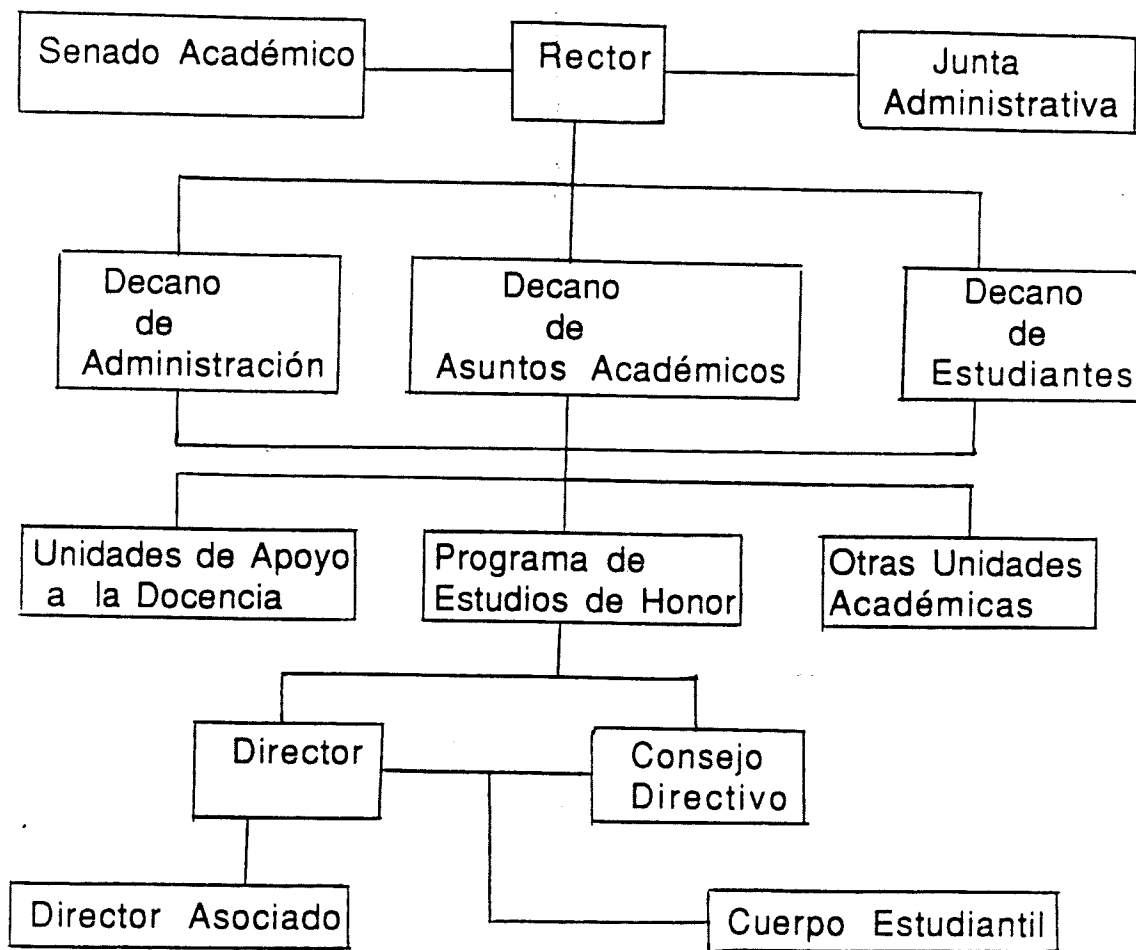 Senado Académico
Rector
Junta
Administrativa
Decano
de
Administración
Decano
de
Asuntos Académicos
Decano
de
Estudiantes
Unidades de Apoyo
a la Docencia
Programa de
Estudios de Honor
Otras Unidades
Académicas
Director
Consejo
Directivo
Director Asociado
Cuerpo Estudiantil